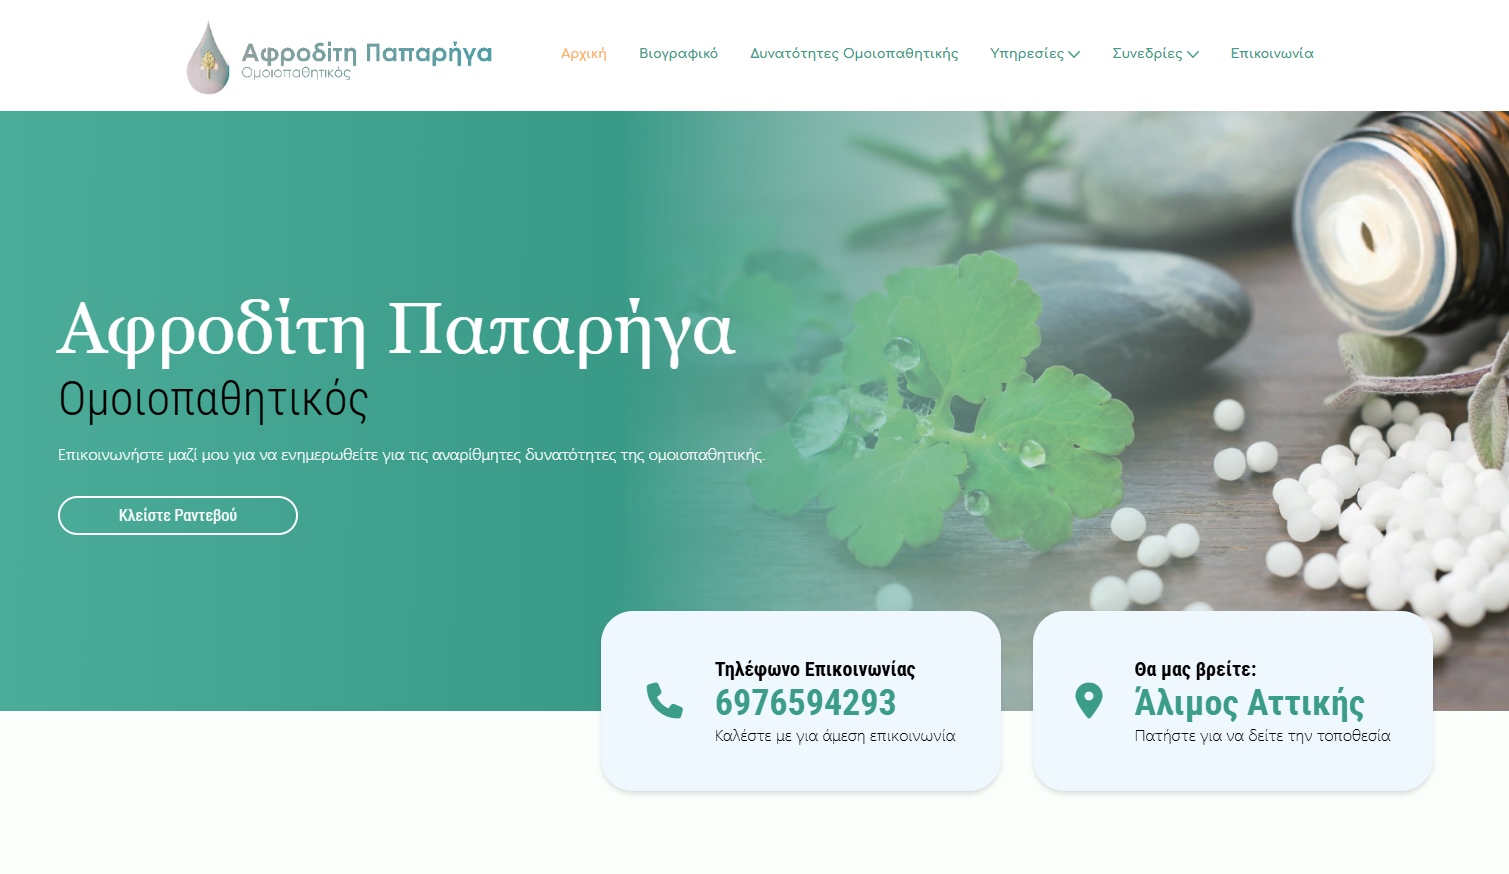 Αφροδίτη Παπαρήγα
Ομοιοπαθητικός
Αρχική
Βιογραφικό
Δυνατότητες Ομοιοπαθητικής
Υπηρεσίες
Συνεδρίες
Επικοινωνία
Αφροδίτη Παπαρήγα
Ομοιοπαθητικός
Επικοινωνήστε μαζί μου για να ενημερωθείτε για τις αναρίθμητες δυνατότητες της ομοιοπαθητικής.
Κλείστε Ραντεβού
Τηλέφωνο Επικοινωνίας
6976594293
Καλέστε με για άμεση επικοινωνία
Θα μας βρείτε:
Άλιμος Αττικής
Πατήστε για να δείτε την τοποθεσία